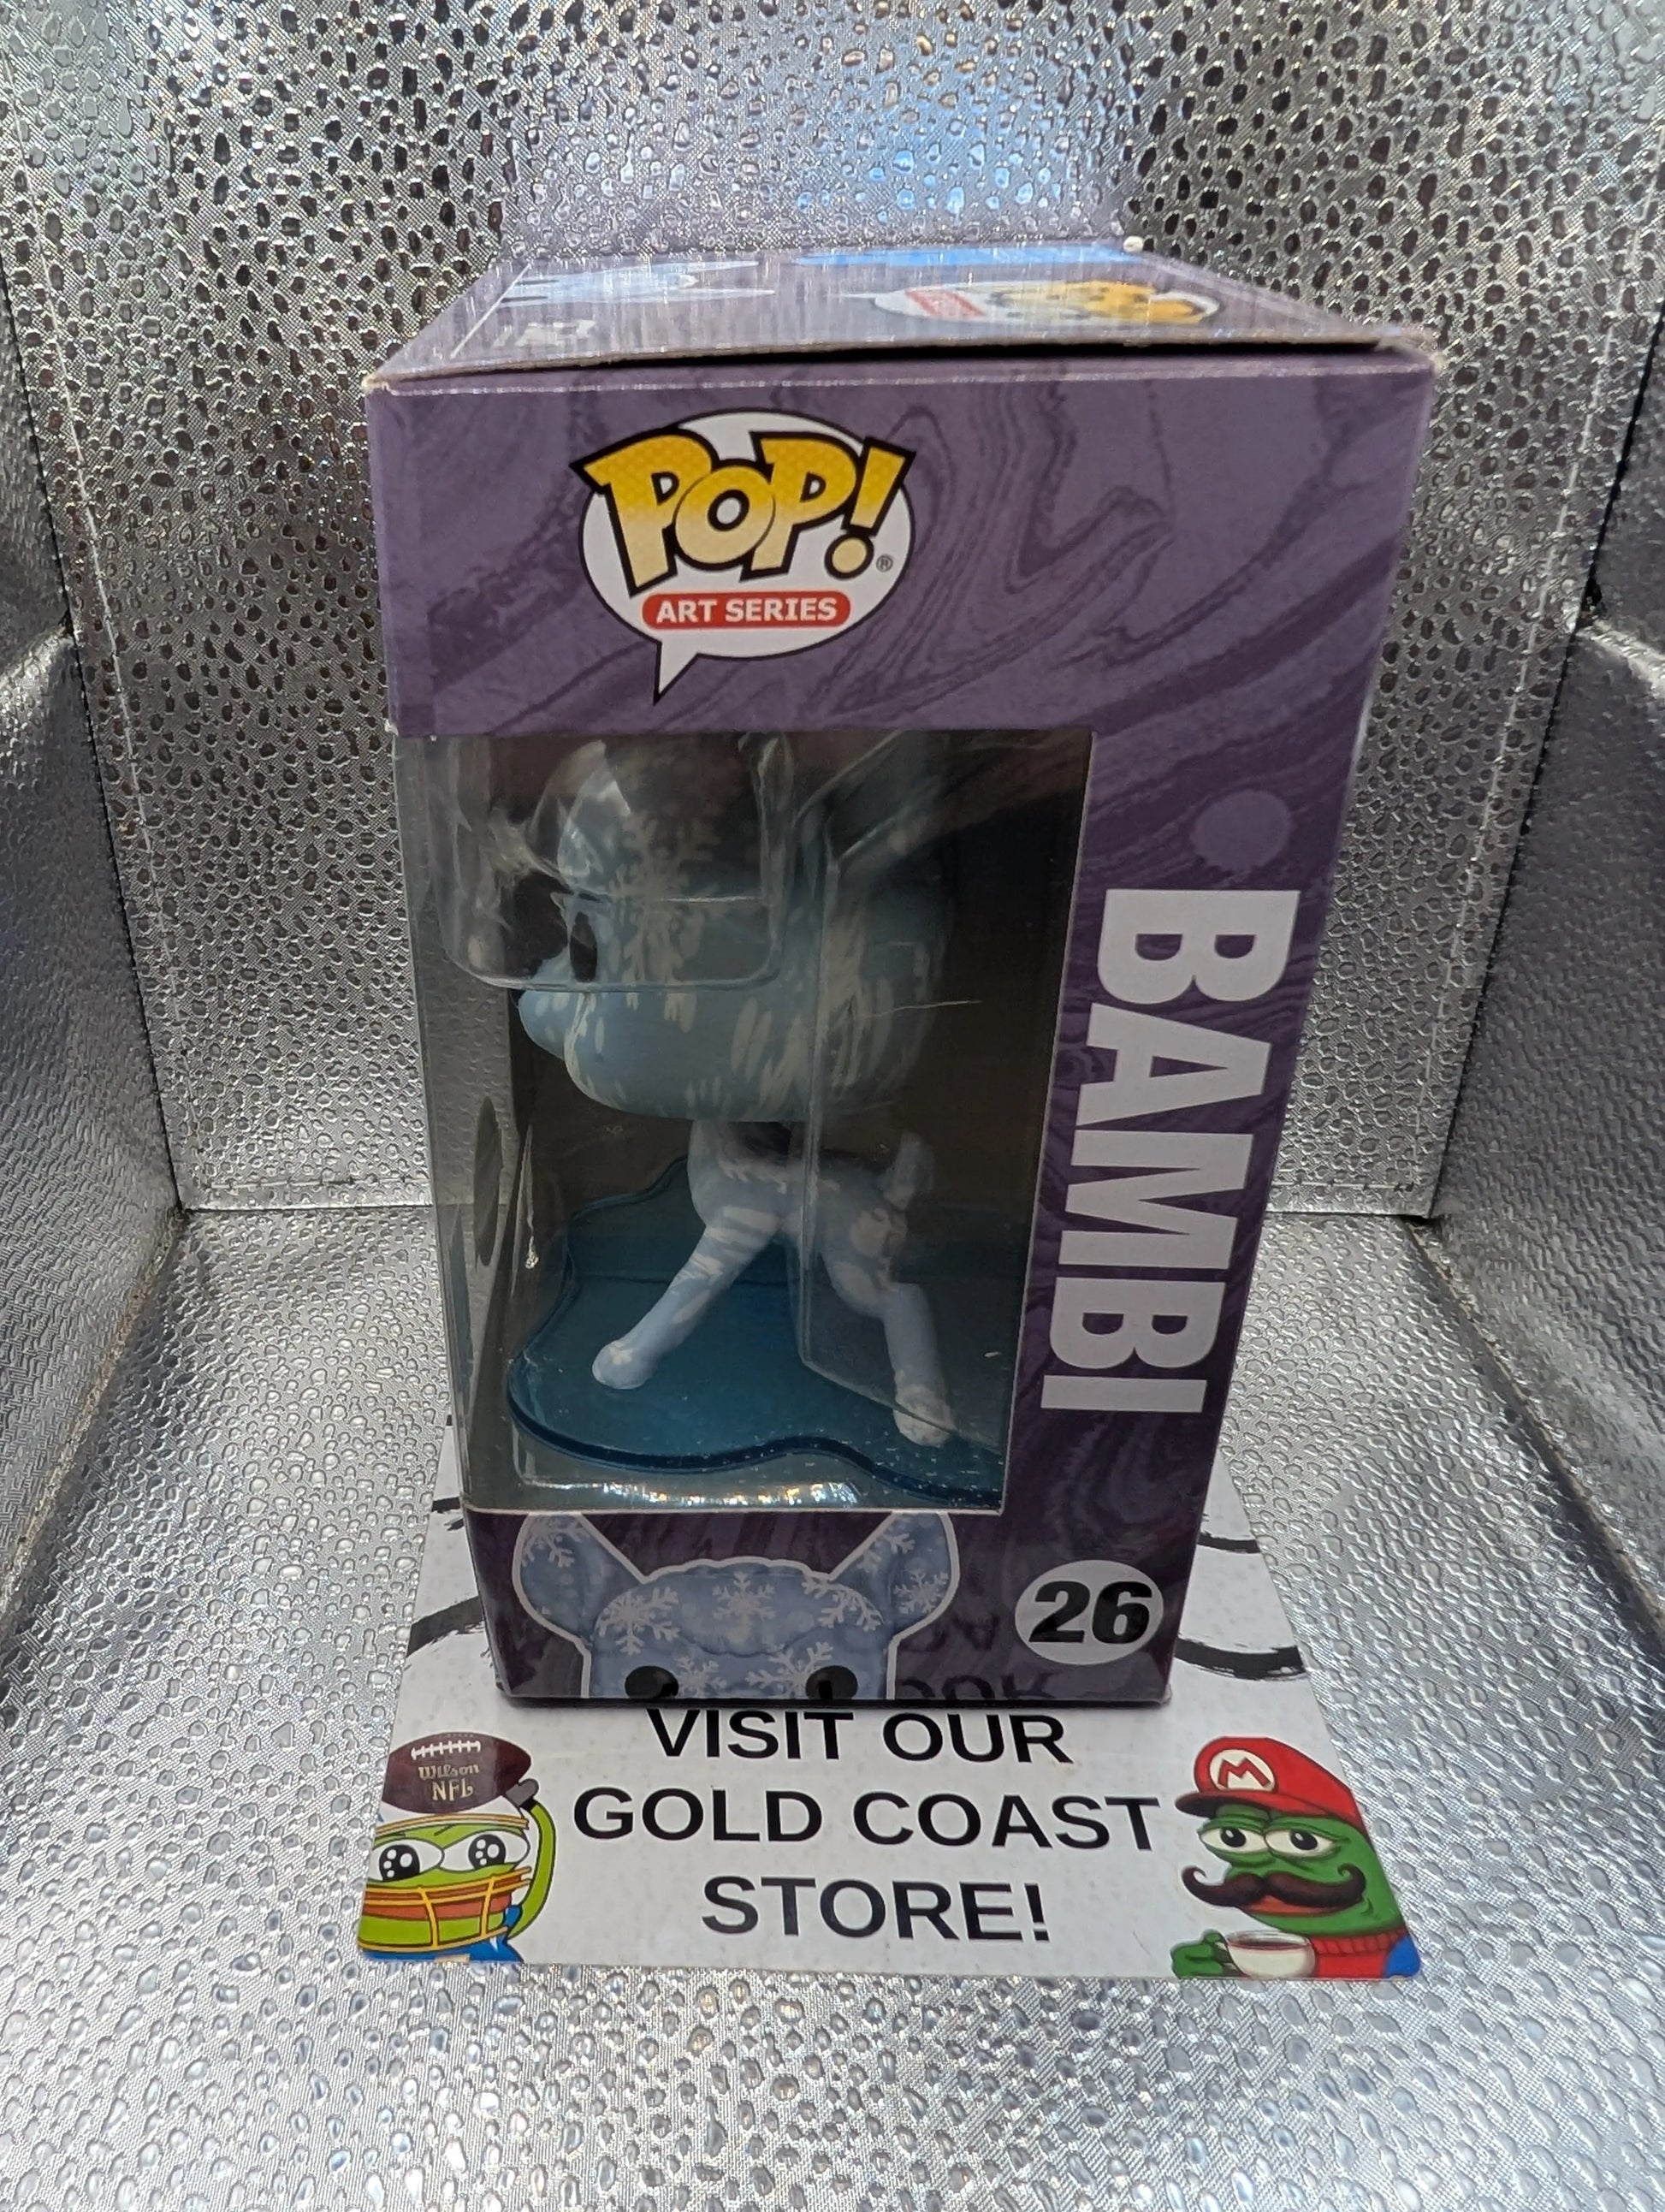 POP!
®
ART SERIES
BAMBI
26
VISIT OUR
GOLD COAST
STORE!
Wilson
NFL
M